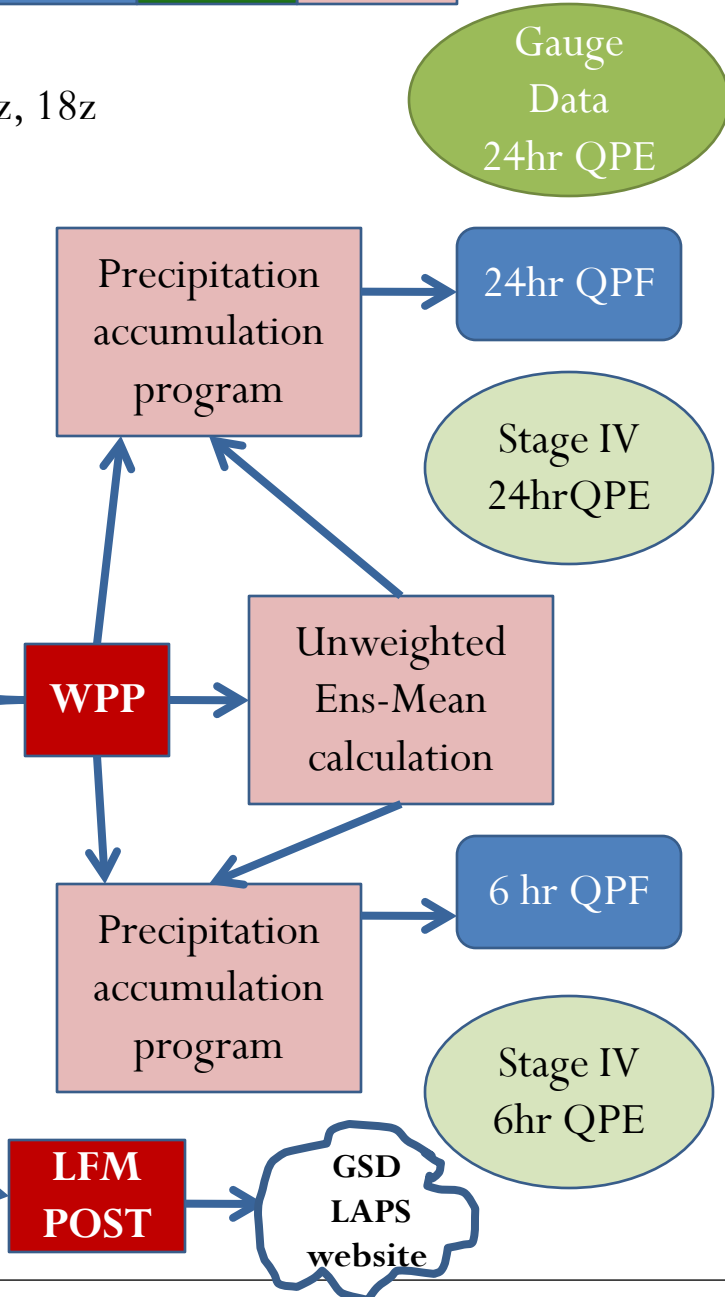 Gauge
Data
24hr QPE
z, 18z
Precipitation
accumulation
program
24hr QPF
Stage IV
24hrQPE
Unweighted
Ens-Mean
calculation
WPP
6 hr QPF
Precipitation
accumulation
program
Stage IV
6hr QPE
LFM
POST
GSD
LAPS
website